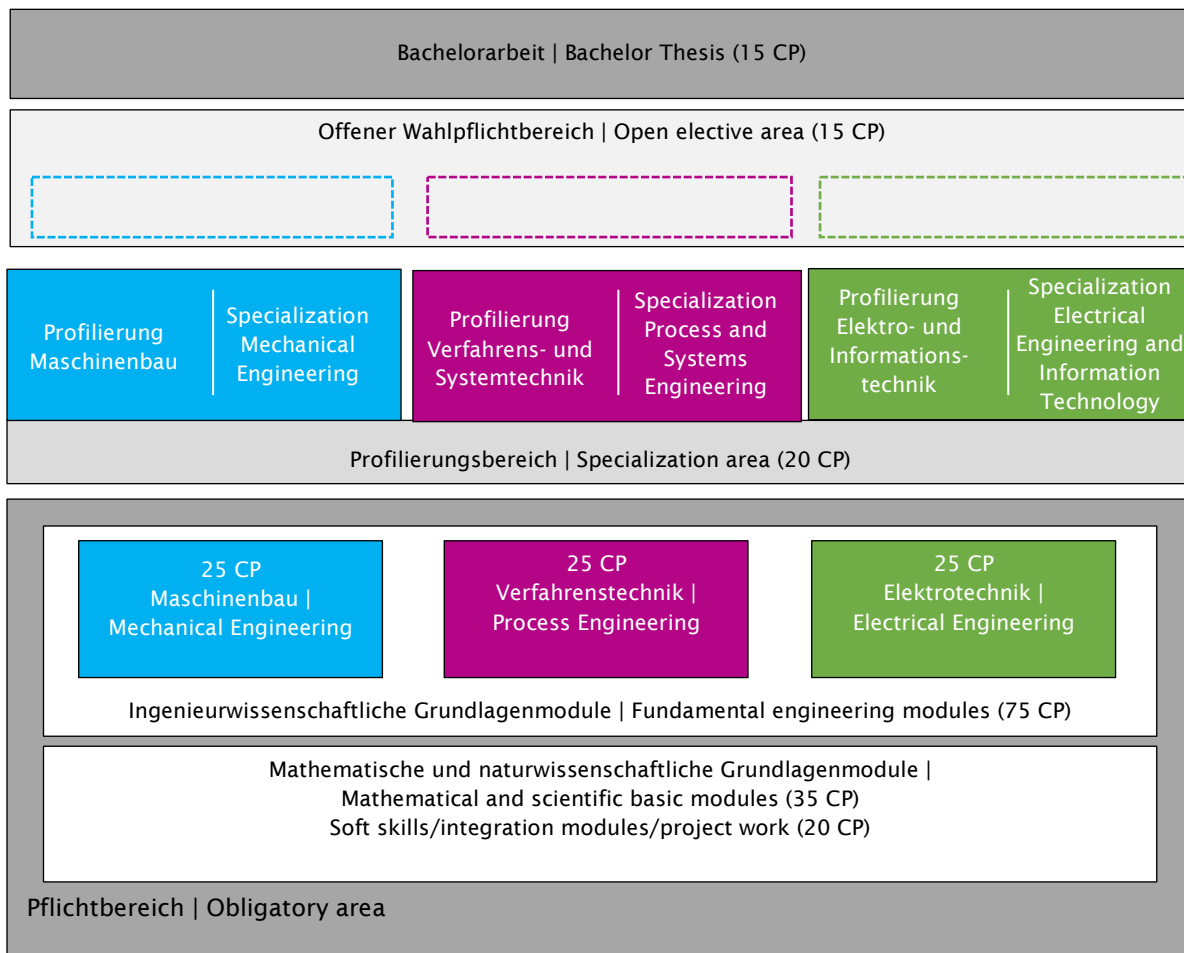 Bachelorarbeit | Bachelor Thesis (15 CP)
Offener Wahlpflichtbereich | Open elective area (15 CP)
Profilierung
Maschinenbau
Specialization
Mechanical
Engineering
Profilierung
Verfahrens- und
Systemtechnik
Specialization
Process and
Systems
Engineering
Profilierung
Elektro- und
Informations-
technik
Specialization
Electrical
Engineering and
Information
Technology
Profilierungsbereich | Specialization area (20 CP)
25 CP
Maschinenbau |
Mechanical Engineering
25 CP
Verfahrenstechnik |
Process Engineering
25 CP
Elektrotechnik |
Electrical Engineering
Ingenieurwissenschaftliche Grundlagenmodule | Fundamental engineering modules (75 CP)
Mathematische und naturwissenschaftliche Grundlagenmodule |
Mathematical and scientific basic modules (35 CP)
Soft skills/integration modules/project work (20 CP)
Pflichtbereich | Obligatory area